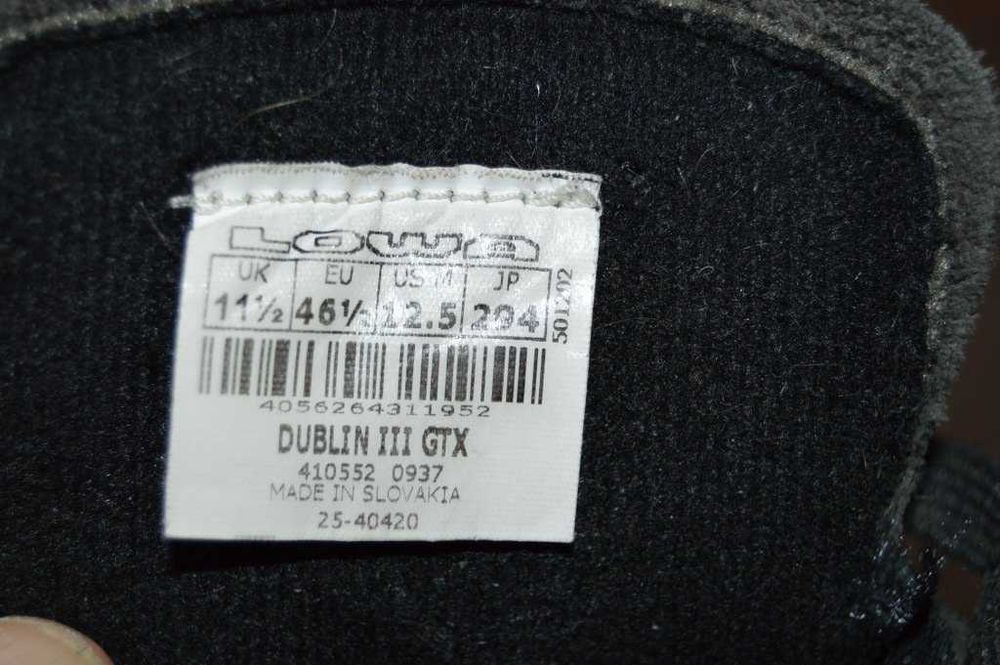 LOWA
UK EU US M JP
11½ 46½ 12.5 294
501202
4056264311952
DUBLIN III GTX
410552 0937
MADE IN SLOVAKIA
25-40420